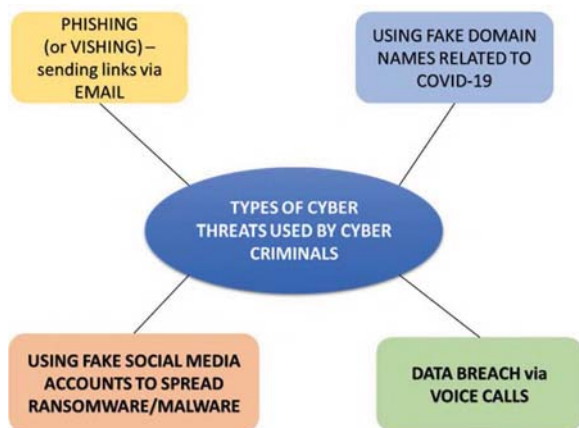 PHISHING
(or VISHING) –
sending links via
EMAIL
USING FAKE DOMAIN
NAMES RELATED TO
COVID-19
TYPES OF CYBER
THREATS USED BY CYBER
CRIMINALS
USING FAKE SOCIAL MEDIA
ACCOUNTS TO SPREAD
RANSOMWARE/MALWARE
DATA BREACH via
VOICE CALLS